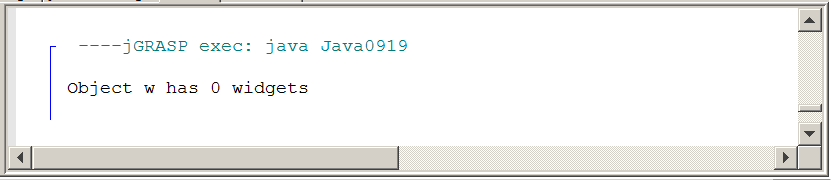 ----jGRASP exec: java Java0919
Object w has 0 widgets